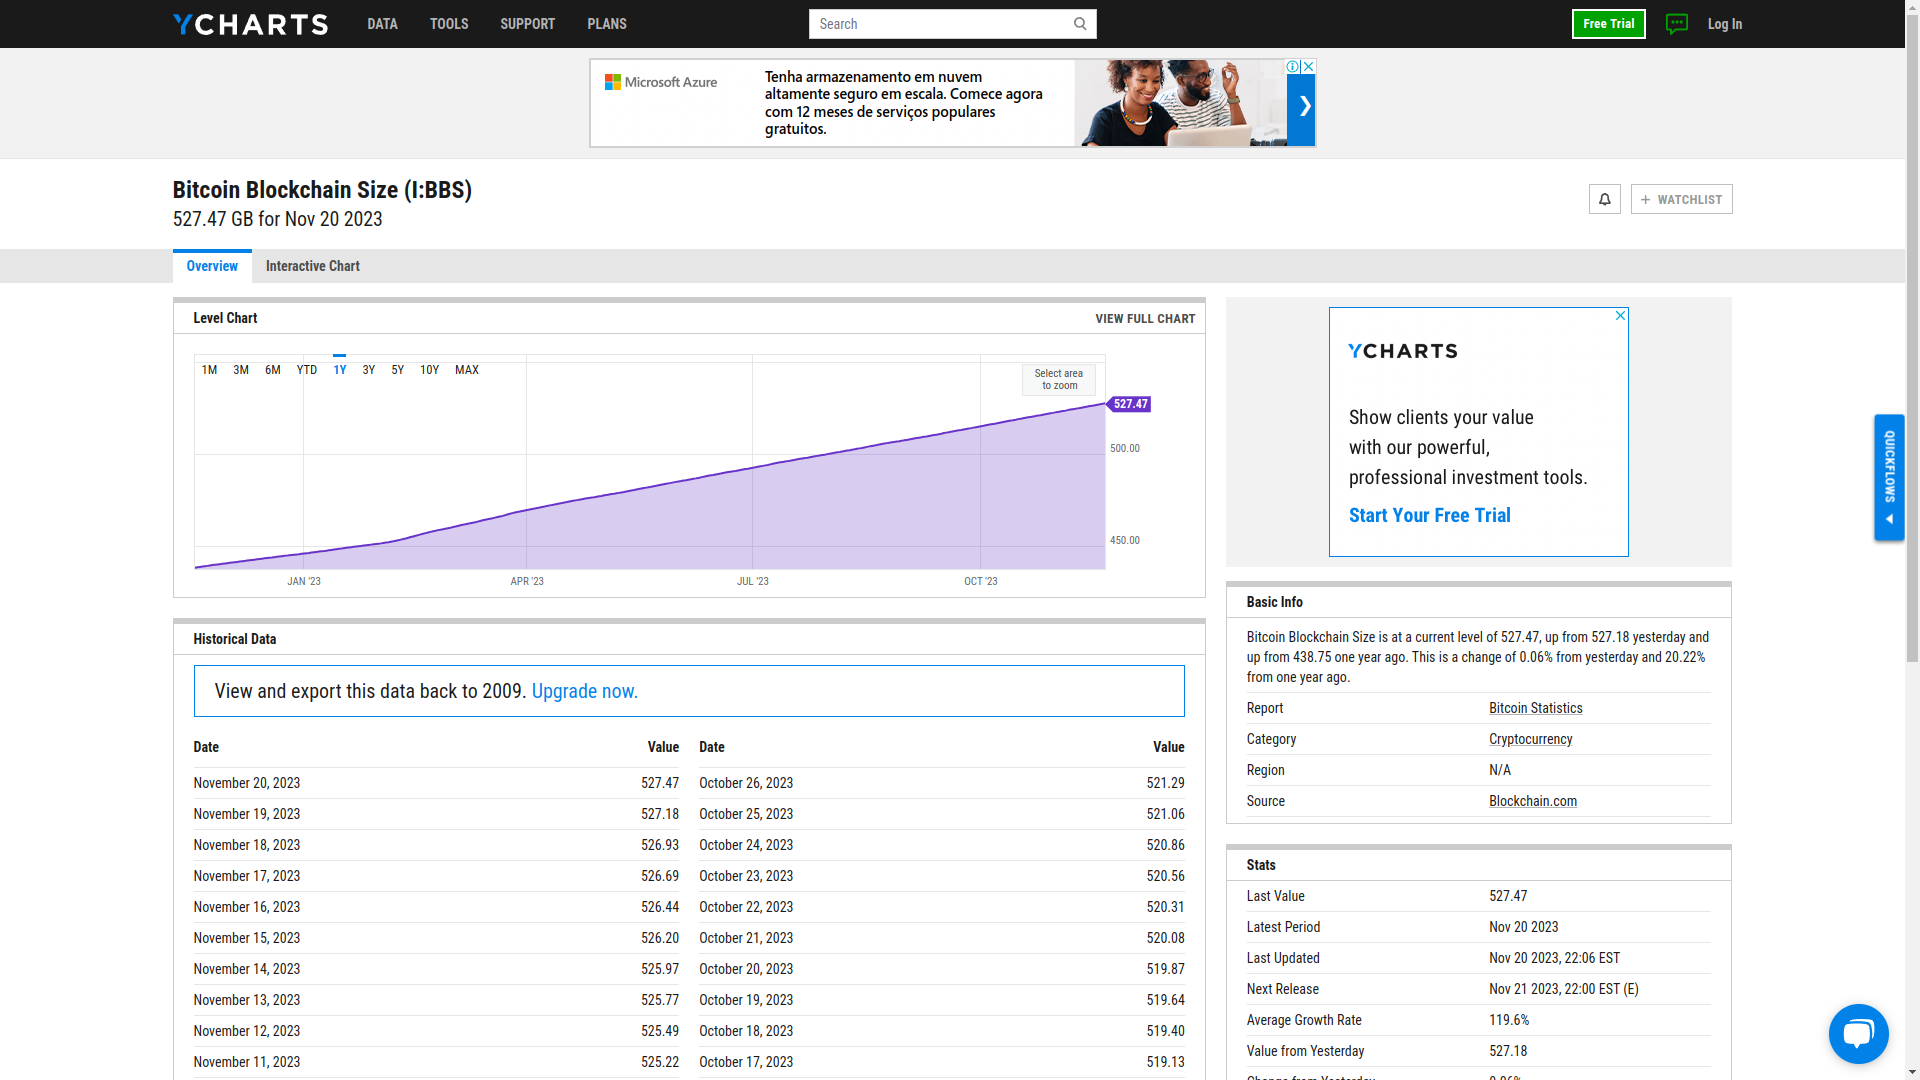 YCHARTS
DATA
TOOLS
SUPPORT
PLANS
Search
Free Trial
Log In
Microsoft Azure
Tenha armazenamento em nuvem
altamente seguro em escala. Comece agora
com 12 meses de serviços populares
gratuitos.
Bitcoin Blockchain Size (I:BBS)
527.47 GB for Nov 20 2023
+ WATCHLIST
Overview
Interactive Chart
Level Chart
VIEW FULL CHART
1M 3M 6M YTD 1Y 3Y 5Y 10Y MAX
Select area
to zoom
527.47
500.00
450.00
JAN '23
APR '23
JUL '23
OCT '23
Historical Data
View and export this data back to 2009. Upgrade now.
Date Value Date Value
November 20, 2023 527.47 October 26, 2023 521.29
November 19, 2023 527.18 October 25, 2023 521.06
November 18, 2023 526.93 October 24, 2023 520.86
November 17, 2023 526.69 October 23, 2023 520.56
November 16, 2023 526.44 October 22, 2023 520.31
November 15, 2023 526.20 October 21, 2023 520.08
November 14, 2023 525.97 October 20, 2023 519.87
November 13, 2023 525.77 October 19, 2023 519.64
November 12, 2023 525.49 October 18, 2023 519.40
November 11, 2023 525.22 October 17, 2023 519.13
YCHARTS
Show clients your value
with our powerful,
professional investment tools.
Start Your Free Trial
QUICKFLOWS
Basic Info
Bitcoin Blockchain Size is at a current level of 527.47, up from 527.18 yesterday and
up from 438.75 one year ago. This is a change of 0.06% from yesterday and 20.22%
from one year ago.
Report Bitcoin Statistics
Category Cryptocurrency
Region N/A
Source Blockchain.com
Stats
Last Value 527.47
Latest Period Nov 20 2023
Last Updated Nov 20 2023, 22:06 EST
Next Release Nov 21 2023, 22:00 EST (E)
Average Growth Rate 119.6%
Value from Yesterday 527.18